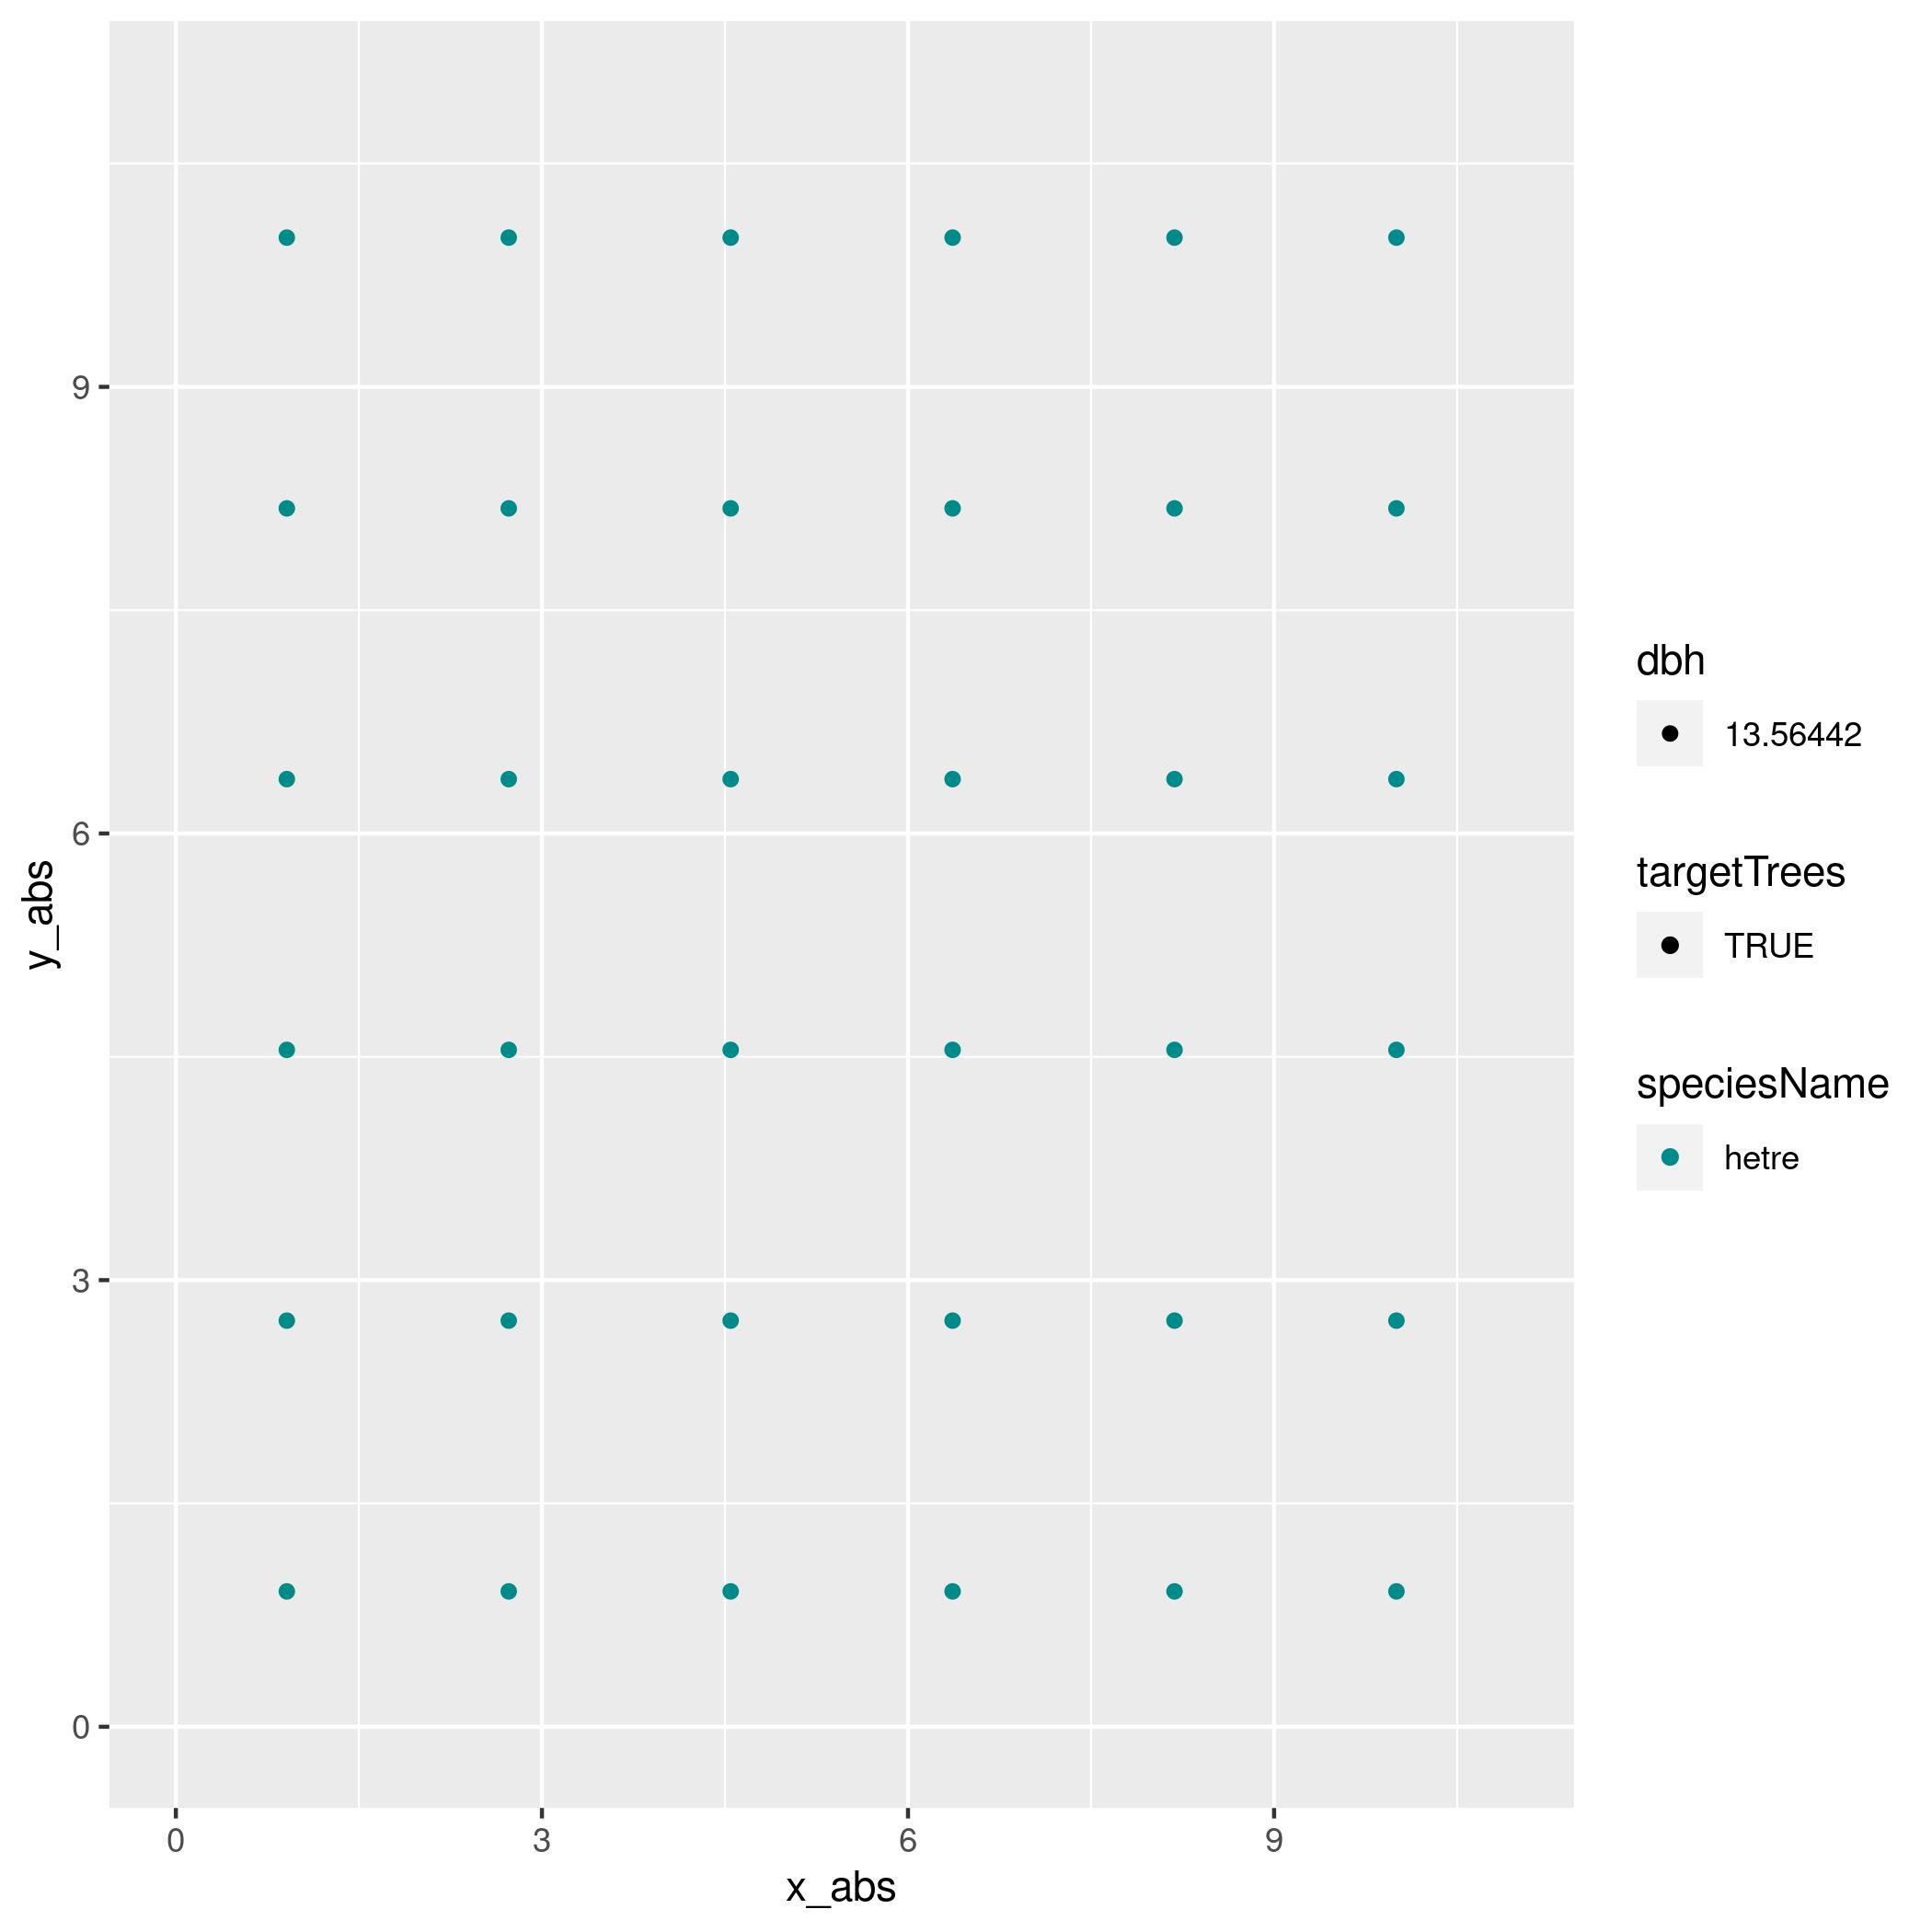 y_abs
9
6
3
0
0 3 6 9
x_abs
dbh
13.56442
targetTrees
TRUE
speciesName
hetre